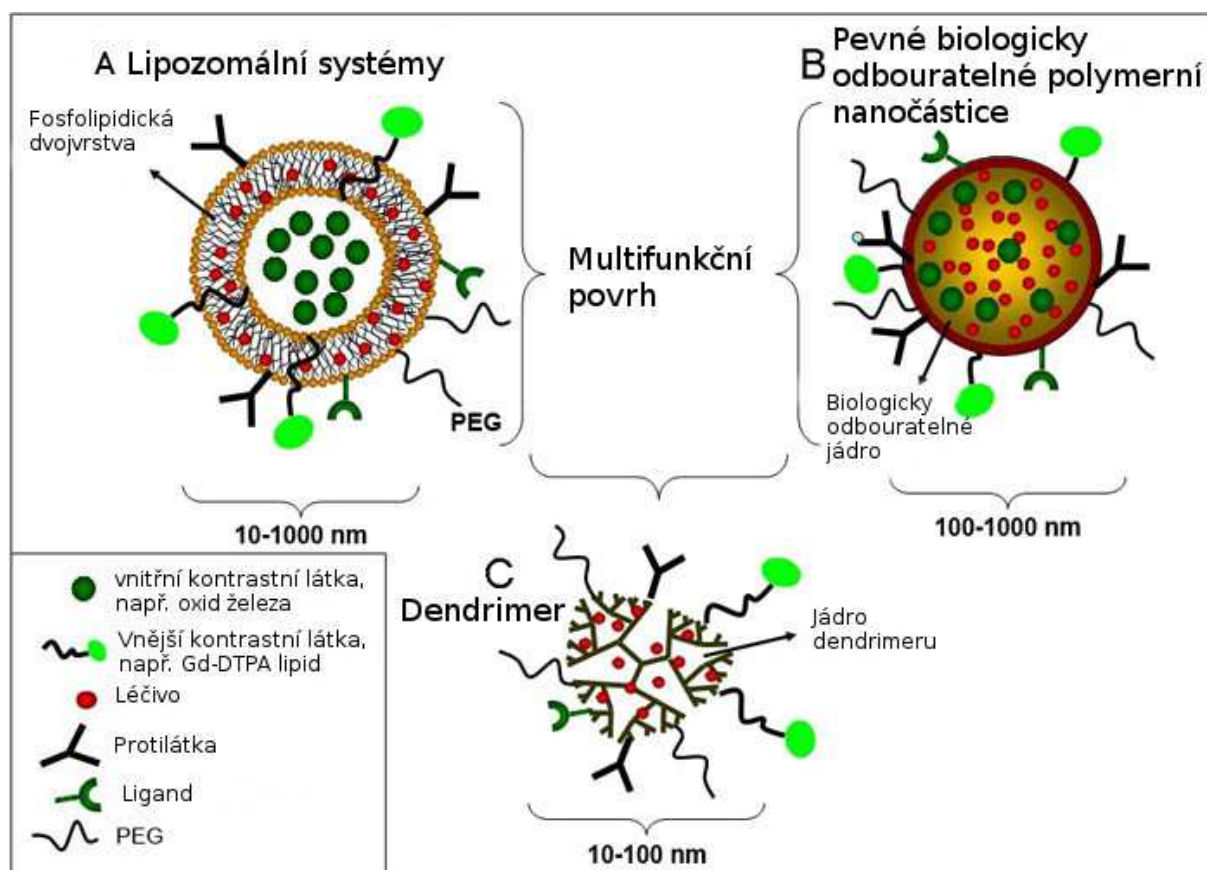 A Lipozomální systémy
Fosfolipidická
dvojvrstva
PEG
10-1000 nm
Multifunkční
povrh
B
Pevné biologicky
odbouratelné polymerní
nanočástice
Biologicky
odbouratelné
jádro
100-1000 nm
C
Dendrimer
Jádro
dendrimeru
10-100 nm
vnitřní kontrastní látka,
např. oxid železa
Vnější kontrastní látka,
např. Gd-DTPA lipid
Léčivo
Protilátka
Ligand
PEG